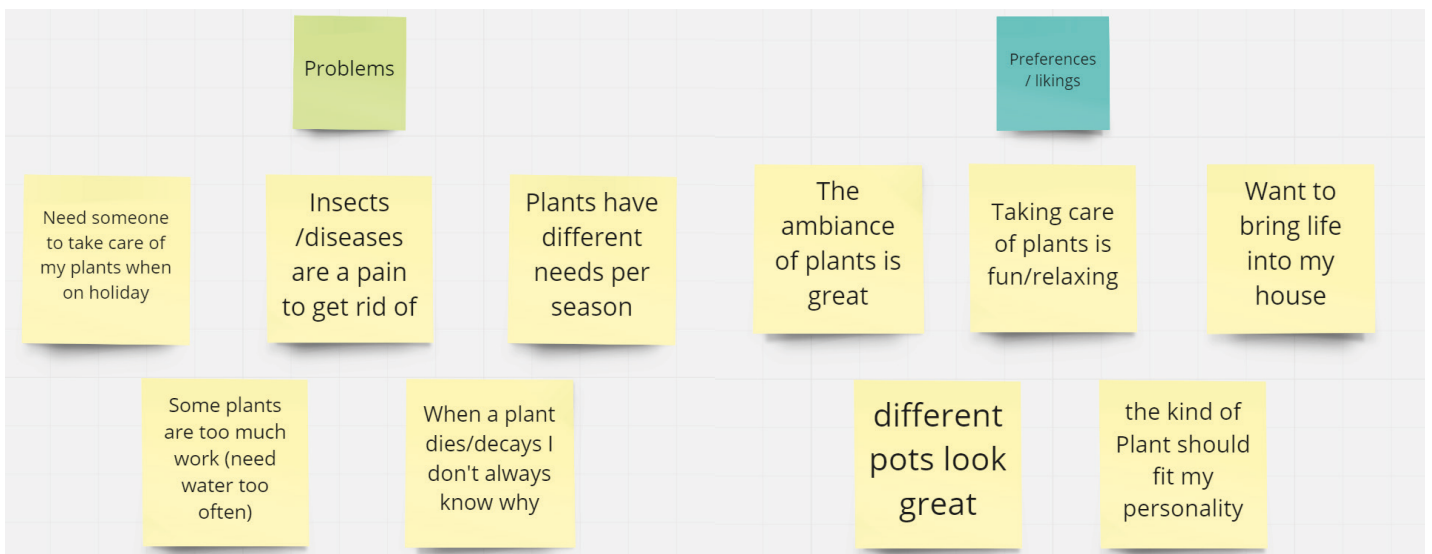 Problems
Need someone
to take care of
my plants when
on holiday
Insects
/diseases
are a pain
to get rid of
Plants have
different
needs per
season
Some plants
are too much
work (need
water too
often)
When a plant
dies/decays I
don't always
know why
Preferences
/ likings
The
ambiance
of plants is
great
Taking care
of plants is
fun/relaxing
Want to
bring life
into my
house
different
pots look
great
the kind of
Plant should
fit my
personality